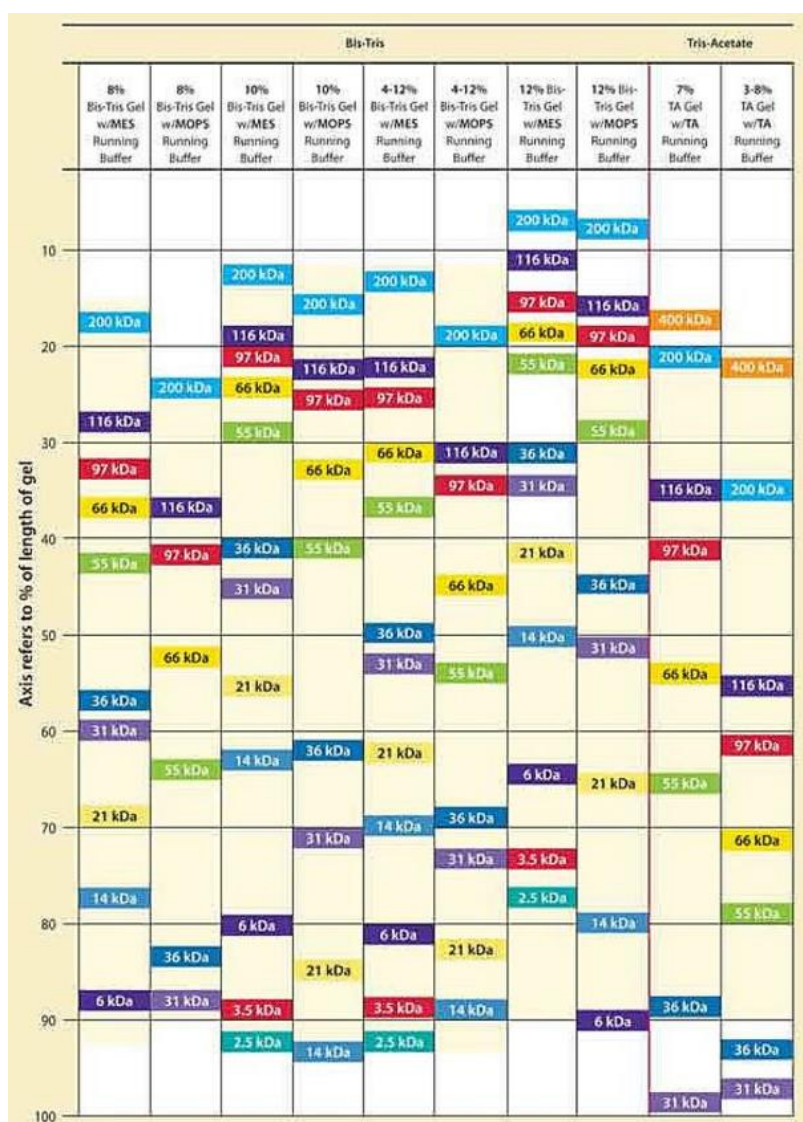 Bis-Tris
Tris-Acetate
8%
Bis-Tris Gel
w/MES
Running
Buffer
8%
Bis-Tris Gel
w/MOPS
Running
Buffer
10%
Bis-Tris Gel
w/MES
Running
Buffer
10%
Bis-Tris Gel
w/MOPS
Running
Buffer
4-12%
Bis-Tris Gel
w/MES
Running
Buffer
4-12%
Bis-Tris Gel
w/MOPS
Running
Buffer
12% Bis-
Tris Gel
w/MES
Running
Buffer
12% Bis-
Tris Gel
w/MOPS
Running
Buffer
7%
TA Gel
w/TA
Running
Buffer
3-8%
TA Gel
w/TA
Running
Buffer
Axis refers to % of length of gel
10
20
30
40
50
60
70
80
90
100
200 kDa
116 kDa
97 kDa
66 kDa
55 kDa
36 kDa
31 kDa
21 kDa
14 kDa
6 kDa
200 kDa
116 kDa
97 kDa
66 kDa
55 kDa
36 kDa
31 kDa
200 kDa
116 kDa
97 kDa
66 kDa
55 kDa
36 kDa
31 kDa
21 kDa
14 kDa
6 kDa
3.5 kDa
2.5 kDa
200 kDa
116 kDa
97 kDa
66 kDa
55 kDa
36 kDa
31 kDa
21 kDa
14 kDa
200 kDa
116 kDa
97 kDa
66 kDa
55 kDa
36 kDa
31 kDa
21 kDa
14 kDa
6 kDa
3.5 kDa
2.5 kDa
200 kDa
116 kDa
97 kDa
66 kDa
55 kDa
36 kDa
31 kDa
21 kDa
14 kDa
200 kDa
116 kDa
97 kDa
66 kDa
55 kDa
36 kDa
31 kDa
21 kDa
14 kDa
6 kDa
3.5 kDa
2.5 kDa
200 kDa
116 kDa
97 kDa
66 kDa
55 kDa
36 kDa
31 kDa
21 kDa
14 kDa
6 kDa
400 kDa
200 kDa
116 kDa
97 kDa
66 kDa
55 kDa
36 kDa
31 kDa
400 kDa
200 kDa
116 kDa
97 kDa
66 kDa
55 kDa
36 kDa
31 kDa